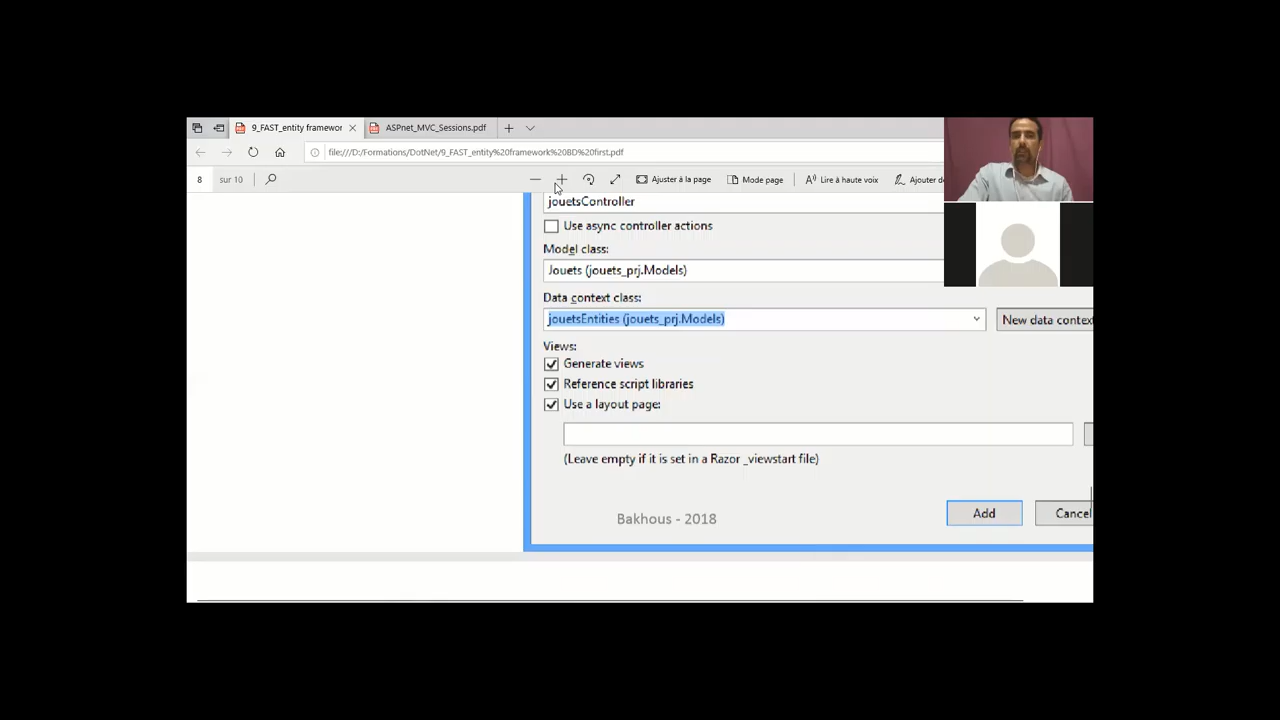 9_FAST_entity framewor
ASPnet_MVC_Sessions.pdf
file:///D:/Formations/DotNet/9_FAST_entity%20framework%20BD%20first.pdf
8 sur 10
Ajuster à la page
Mode page
Lire à haute voix
Ajouter de
jouetsController
Use async controller actions
Model class:
Jouets (jouets_prj.Models)
Data context class:
jouetsEntities (jouets_prj.Models)
New data context
Views:
Generate views
Reference script libraries
Use a layout page:
(Leave empty if it is set in a Razor _viewstart file)
Bakhous - 2018
Add
Cancel